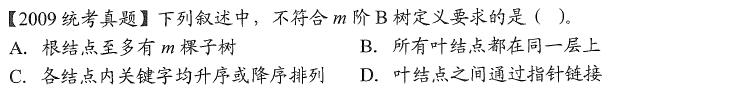 【2009 统考真题】下列叙述中，不符合 m 阶 B 树定义要求的是（ ）。
A．根结点至多有 m 棵子树 B．所有叶结点都在同一层上
C．各结点内关键字均升序或降序排列 D．叶结点之间通过指针链接